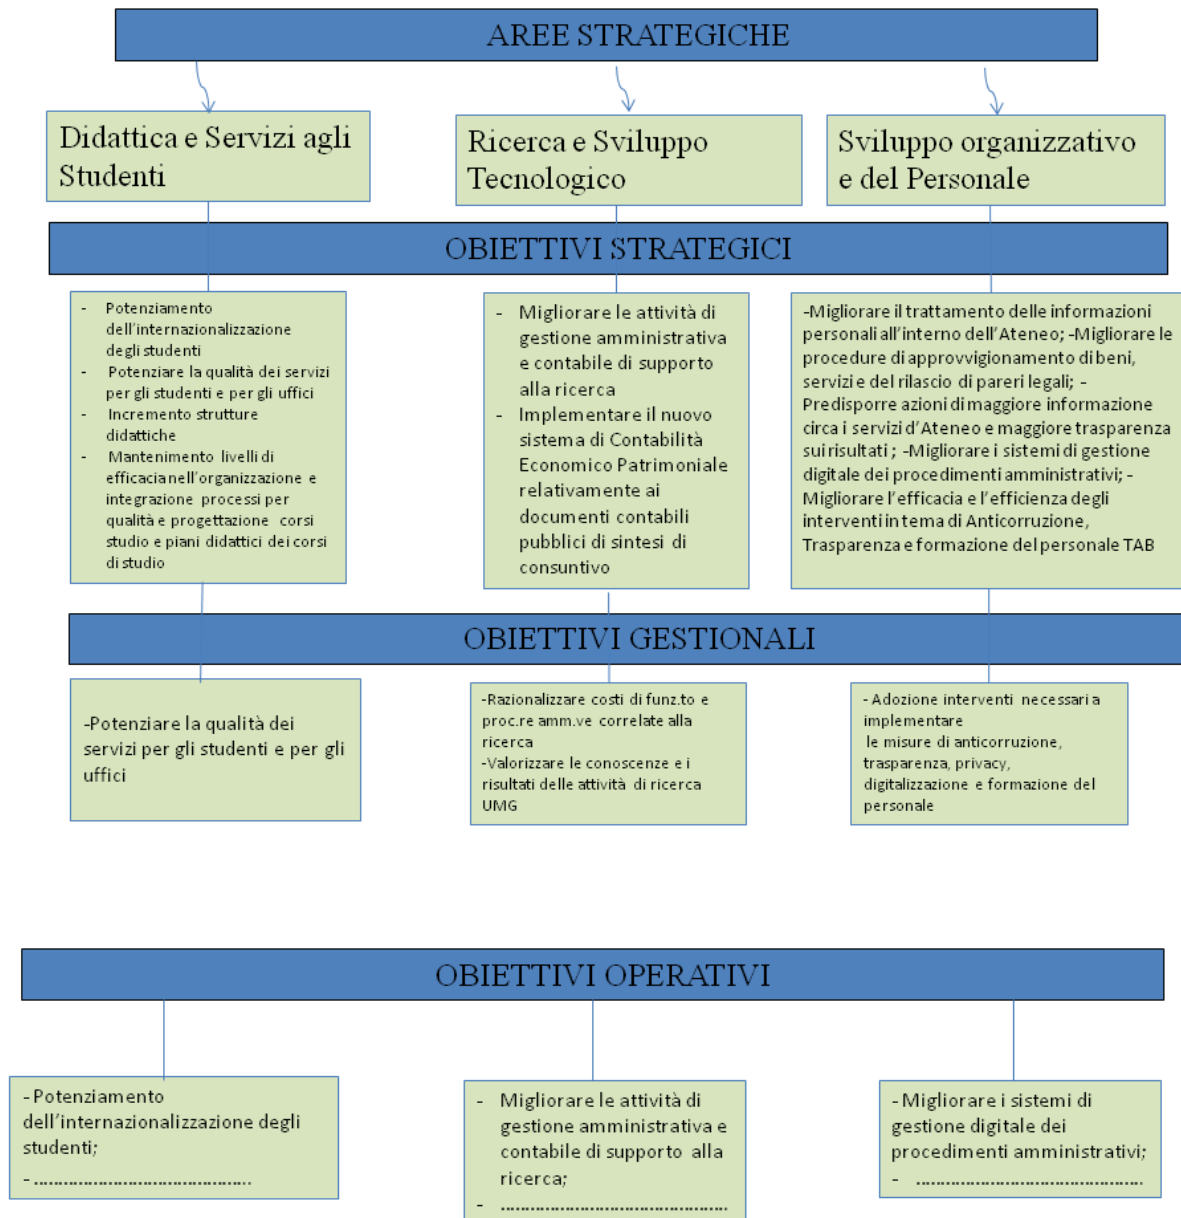 AREE STRATEGICHE
Didattica e Servizi agli
Studenti
Ricerca e Sviluppo
Tecnologico
Sviluppo organizzativo
e del Personale
OBIETTIVI STRATEGICI
- Potenziamento
dell'internazionalizzazione
degli studenti
- Potenziare la qualità dei servizi
per gli studenti e per gli uffici
- Incremento strutture
didattiche
- Mantenimento livelli di
efficacia nell'organizzazione e
integrazione processi per
qualità e progettazione corsi
studio e piani didattici dei corsi
di studio
- Migliorare le attività di
gestione amministrativa
e contabile di supporto
alla ricerca
- Implementare il nuovo
sistema di Contabilità
Economico Patrimoniale
relativamente ai
documenti contabili
pubblici di sintesi di
consuntivo
-Migliorare il trattamento delle informazioni
personali all'interno dell'Ateneo; -Migliorare le
procedure di approvvigionamento di beni,
servizi e del rilascio di pareri legali; -
Predisporre azioni di maggiore informazione
circa i servizi d'Ateneo e maggiore trasparenza
sui risultati ; -Migliorare i sistemi di gestione
digitale dei procedimenti amministrativi; -
Migliorare l'efficacia e l'efficienza degli
interventi in tema di Anticorruzione,
Trasparenza e formazione del personale TAB
OBIETTIVI GESTIONALI
-Potenziare la qualità dei
servizi per gli studenti e per gli
uffici
-Razionalizzare costi di funz.to e
proc.re amm.ve correlate alla
ricerca
-Valorizzare le conoscenze e i
risultati delle attività di ricerca
UMG
- Adozione interventi necessari a
implementare
le misure di anticorruzione,
trasparenza, privacy,
digitalizzazione e formazione del
personale
OBIETTIVI OPERATIVI
- Potenziamento
dell'internazionalizzazione degli
studenti;
- ..............................................
- Migliorare le attività di
gestione amministrativa e
contabile di supporto alla
ricerca;
- ................................................
- Migliorare i sistemi di
gestione digitale dei
procedimenti amministrativi;
- ................................................